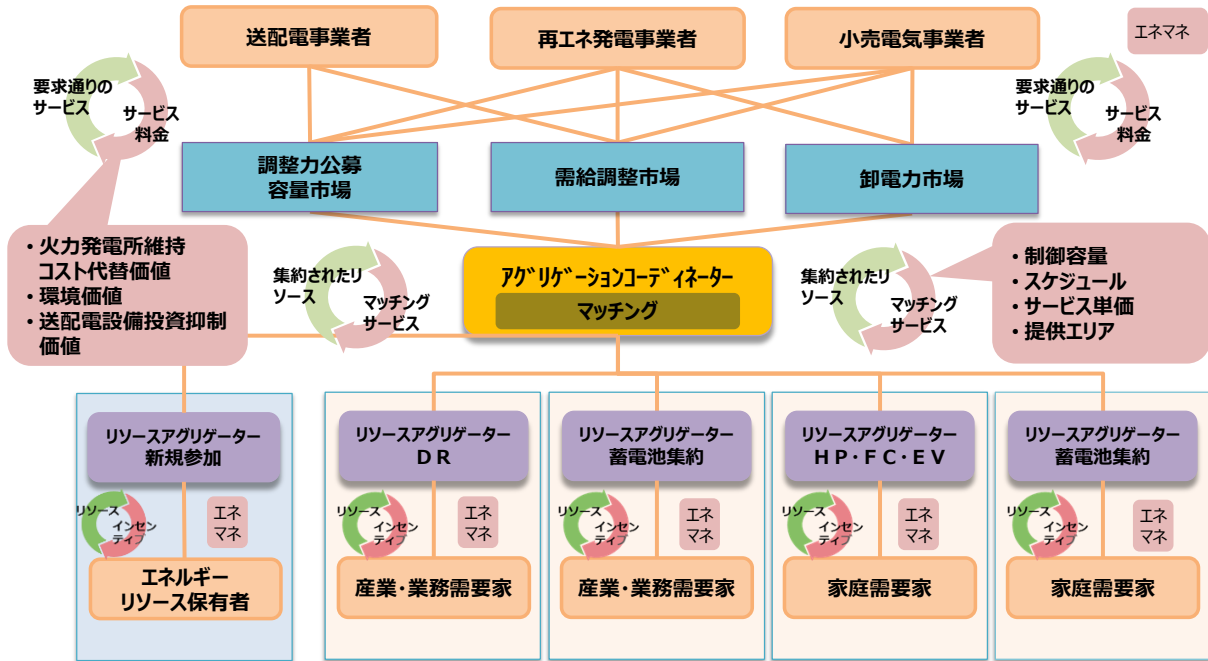 送配電事業者
再エネ発電事業者
小売電気事業者
エネマネ
要求通りの
サービス
サービス
料金
要求通りの
サービス
サービス
料金
調整力公募
容量市場
需給調整市場
卸電力市場
・火力発電所維持
コスト代替価値
・環境価値
・送配電設備投資抑制
価値
集約されたリ
ソース
マッチング
サービス
アグリゲーションコーディネーター
マッチング
集約されたリ
ソース
マッチング
サービス
・制御容量
・スケジュール
・サービス単価
・提供エリア
リソースアグリゲーター
新規参加
リソースアグリゲーター
ＤＲ
リソースアグリゲーター
蓄電池集約
リソースアグリゲーター
ＨＰ・ＦＣ・ＥＶ
リソースアグリゲーター
蓄電池集約
リソース
インセン
ティブ
エネ
マネ
リソース
インセン
ティブ
エネ
マネ
リソース
インセン
ティブ
エネ
マネ
リソース
インセン
ティブ
エネ
マネ
リソース
インセン
ティブ
エネ
マネ
エネルギー
リソース保有者
産業・業務需要家
産業・業務需要家
家庭需要家
家庭需要家